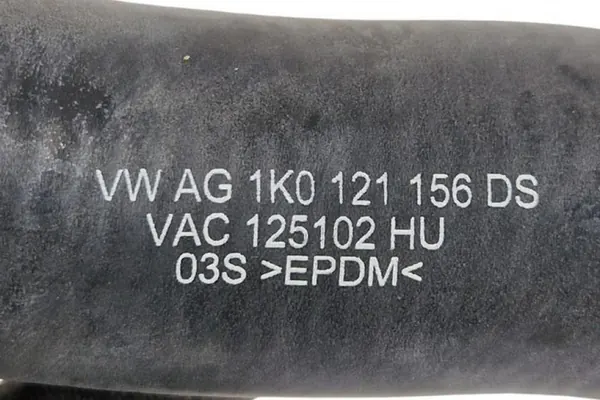 VW AG 1K0 121 156 DS
VAC 125102 HU
03S >EPDM<